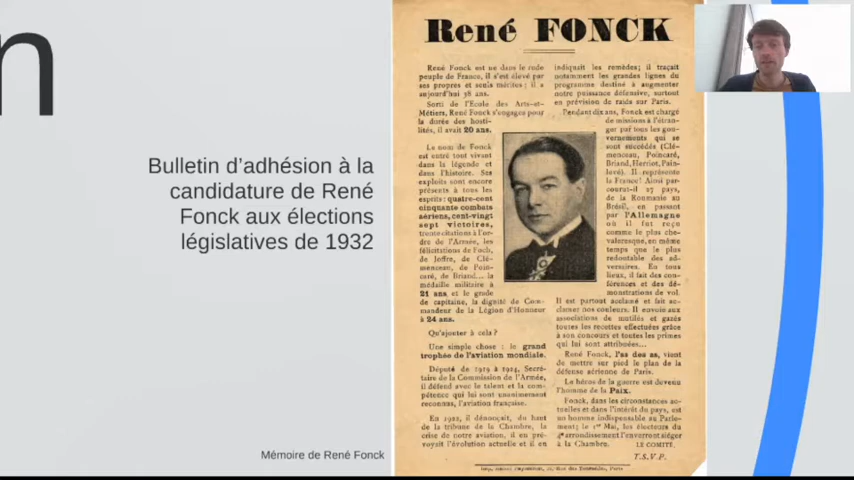 n
Bulletin d'adhésion à la
candidature de René
Fonck aux élections
législatives de 1932
Mémoire de René Fonck
René FONCK
René Fonck est né dans le rude
peuple de France, il s'est élevé par
ses propres et seuls mérites ; il a
aujourd'hui 38 ans.
Sorti de l'Ecole des Arts-et-
Métiers, René Fonck s'engage pour
la durée des hosti-
lités, il avait 20 ans.
Le nom de Fonck
est entré tout vivant
dans la légende et
dans l'histoire. Ses
exploits sont encore
présents à tous les
esprits : quatre-cent
cinquante combats
aériens, cent-vingt
sept victoires,
trente citations à l'or-
dre de l'Armée, les
félicitations de Foch,
de Joffre, de Clé-
menceau, de Poin-
caré, de Briand... la
médaille militaire à
21 ans et le grade
de capitaine, la dignité de Com-
mandeur de la Légion d'Honneur
à 24 ans.
Qu'ajouter à cela ?
Une simple chose : le grand
trophée de l'aviation mondiale.
Député de 1919 à 1924, Secré-
taire de la Commission de l'Armée,
il défend avec le talent et la com-
pétence qui lui sont unanimement
reconnus, l'aviation française.
En 1922, il dénonçait, du haut
de la tribune de la Chambre, la
crise de notre aviation, il en pré-
voyait l'évolution actuelle et il en
indiquait les remèdes ; il traçait
notamment les grandes lignes du
programme destiné à augmenter
notre puissance défensive, surtout
en prévision de raids sur Paris.
Pendant dix ans, Fonck est chargé
de missions à l'étran-
ger par tous les gou-
vernements qui se
sont succédés (Clé-
menceau, Poincaré,
Briand, Herriot, Pain-
levé). Il représente
la France ! Ainsi par-
court-il 27 pays,
de la Roumanie au
Brésil, en passant
par l'Allemagne
où il fut reçu
comme le plus che-
valeresque, en même
temps que le plus
redoutable des ad-
versaires. En tous
lieux, il fait des con-
férences et des dé-
monstrations de vol.
Il est partout acclamé et fait ac-
clamer nos couleurs. Il envoie aux
associations de mutilés et gazés
toutes les recettes effectuées grâce
à son concours et toutes les primes
qui lui sont attribuées...
René Fonck, l'as des as, vient
de mettre sur pied le plan de la
défense aérienne de Paris.
Le héros de la guerre est devenu
l'homme de la Paix.
Fonck, dans les circonstances ac-
tuelles et dans l'intérêt du pays, est
un homme indispensable au Parle-
ment ; le 1er Mai, les électeurs du
arrondissement l'enverront siéger
à la Chambre. LE COMITÉ.
T.S.V.P.
Paris